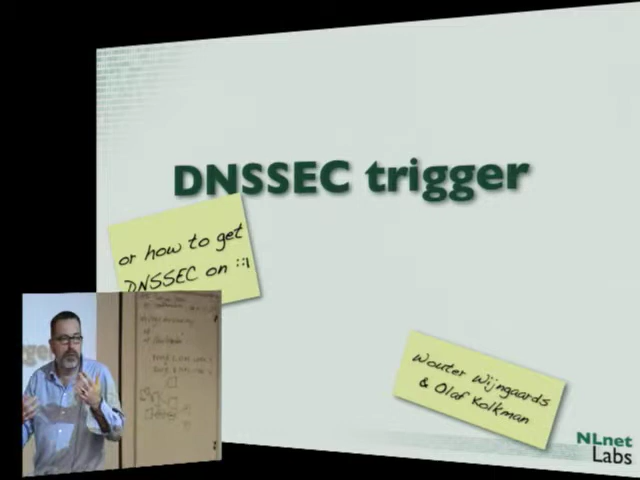 DNSSEC trigger
or how to get
DNSSEC on ::1
Wouter Wijngaards
& Olaf Kolkman
NLnet
Labs